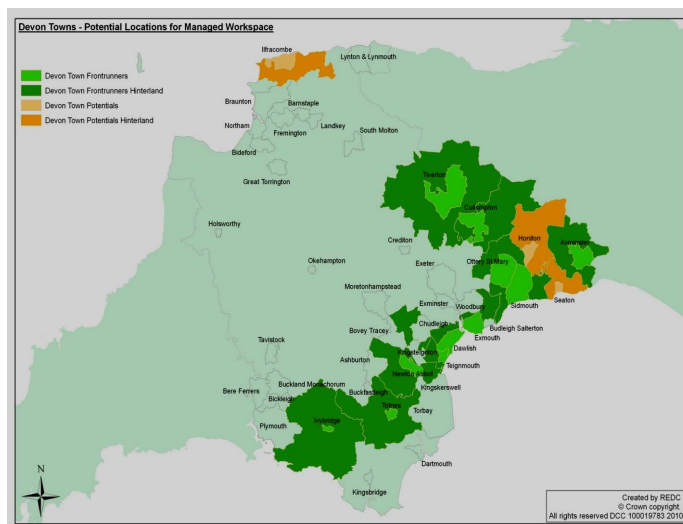 Devon Towns - Potential Locations for Managed Workspace
Devon Town Frontrunners
Devon Town Frontrunners Hinterland
Devon Town Potentials
Devon Town Potentials Hinterland
Ilfracombe
Lynton & Lynmouth
Braunton
Barnstaple
Northam
Landkey
Fremington
South Molton
Bideford
Great Torrington
Tiverton
Cullompton
Holsworthy
Honiton
Axminster
Crediton
Okehampton
Exeter
Ottery St Mary
Moretonhampstead
Seaton
Exminster
Woodbury
Sidmouth
Chudleigh
Budleigh Salterton
Bovey Tracey
Exmouth
Tavistock
Kingsteignton
Dawlish
Ashburton
Teignmouth
Newton Abbot
Buckland Monachorum
Kingskerswell
Bere Ferrers
Buckfastleigh
Bickleigh
Totnes
Torbay
Plymouth
Ivybridge
Dartmouth
Kingsbridge
N
Created by REDC
© Crown copyright.
All rights reserved DCC 100019783 2010